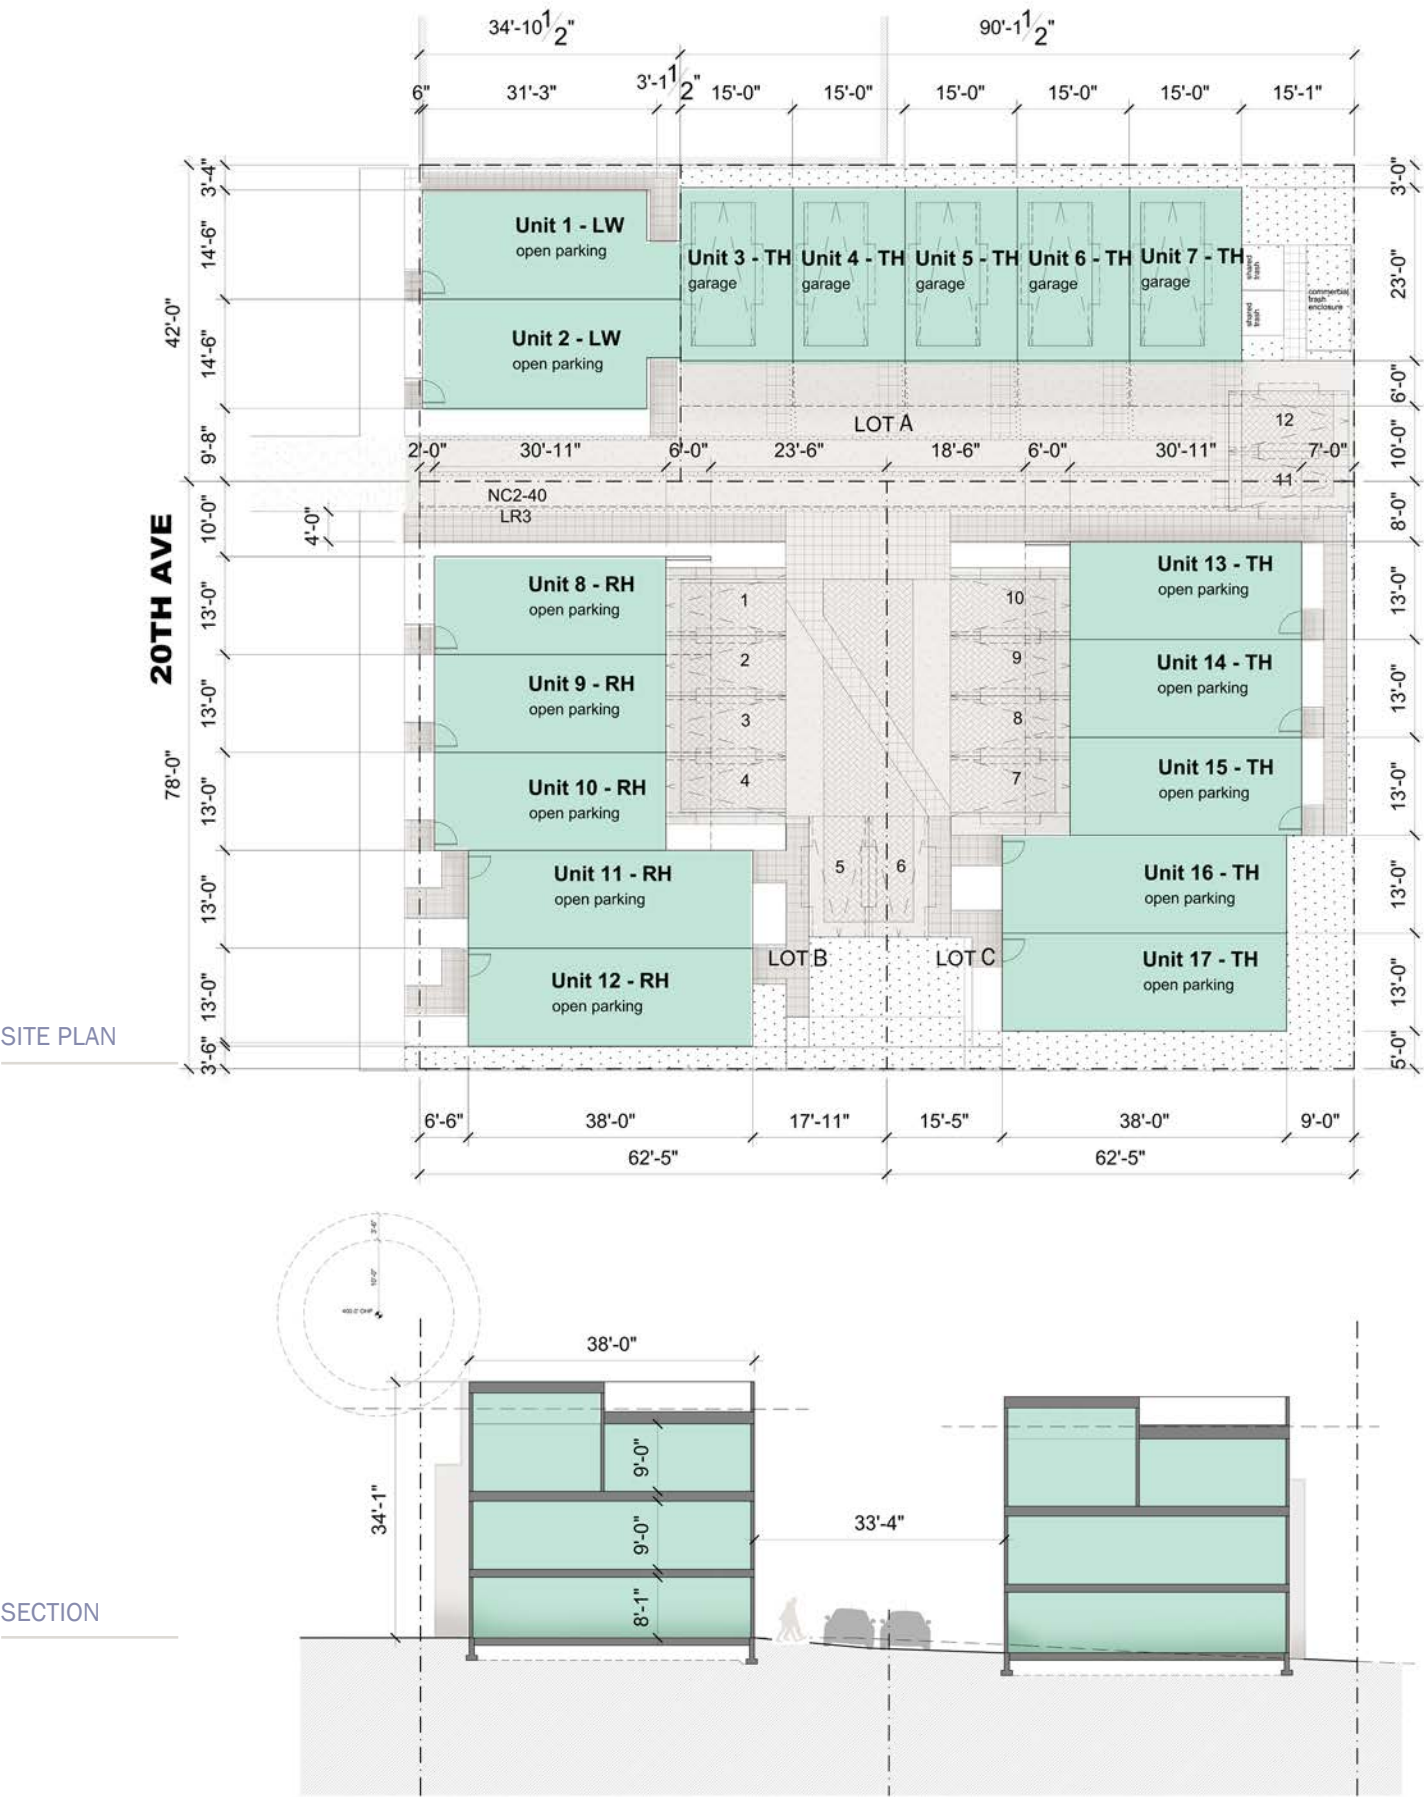 34'-10 1/2"
90'-1 1/2"
6"
31'-3"
3'-1 1/2"
15'-0"
15'-0"
15'-0"
15'-0"
15'-0"
15'-1"
3'-4"
14'-6"
14'-6"
9'-8"
42'-0"
3'-0"
23'-0"
6'-0"
10'-0"
Unit 1 - LW
open parking
Unit 2 - LW
open parking
Unit 3 - TH
garage
Unit 4 - TH
garage
Unit 5 - TH
garage
Unit 6 - TH
garage
Unit 7 - TH
garage
shared
trash
shared
trash
commercial
trash
enclosure
LOT A
12
11
2'-0"
30'-11"
6'-0"
23'-6"
18'-6"
6'-0"
30'-11"
7'-0"
NC2-40
LR3
20TH AVE
10'-0"
4'-0"
13'-0"
13'-0"
13'-0"
13'-0"
13'-0"
3'-6"
78'-0"
8'-0"
13'-0"
13'-0"
13'-0"
13'-0"
13'-0"
5'-0"
Unit 8 - RH
open parking
Unit 9 - RH
open parking
Unit 10 - RH
open parking
Unit 11 - RH
open parking
Unit 12 - RH
open parking
1
2
3
4
5
6
10
9
8
7
Unit 13 - TH
open parking
Unit 14 - TH
open parking
Unit 15 - TH
open parking
Unit 16 - TH
open parking
Unit 17 - TH
open parking
LOT B
LOT C
SITE PLAN
6'-6"
38'-0"
17'-11"
15'-5"
38'-0"
9'-0"
62'-5"
62'-5"
10'-0"
38'-0"
34'-1"
9'-0"
9'-0"
8'-1"
33'-4"
SECTION